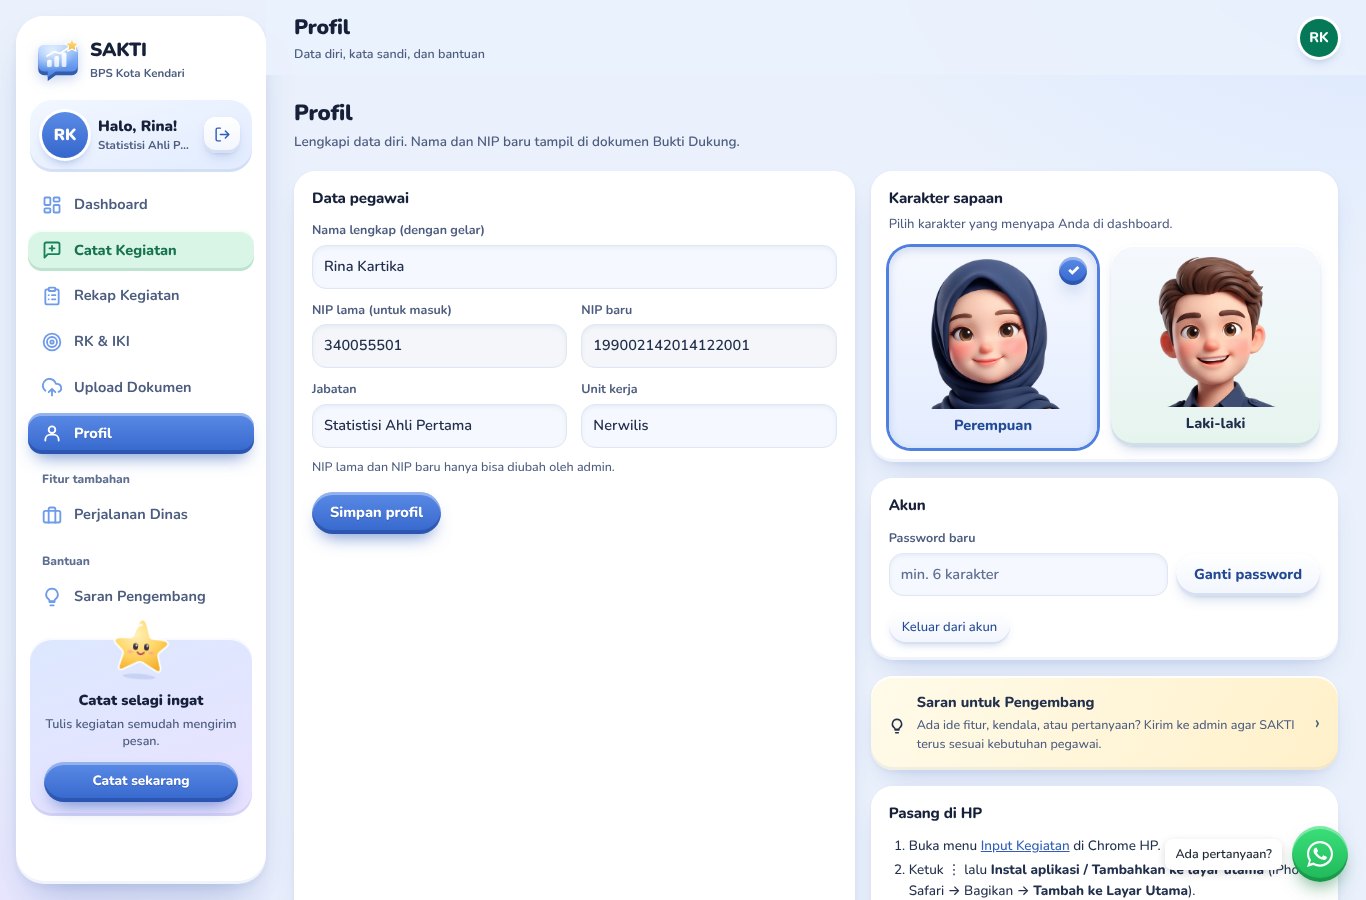 SAKTI
BPS Kota Kendari
RK
Halo, Rina!
Statistisi Ahli P...
Dashboard
Catat Kegiatan
Rekap Kegiatan
RK & IKI
Upload Dokumen
Profil
Fitur tambahan
Perjalanan Dinas
Bantuan
Saran Pengembang
Catat selagi ingat
Tulis kegiatan semudah mengirim
pesan.
Catat sekarang
Profil
Data diri, kata sandi, dan bantuan
RK
Profil
Lengkapi data diri. Nama dan NIP baru tampil di dokumen Bukti Dukung.
Data pegawai
Nama lengkap (dengan gelar)
Rina Kartika
NIP lama (untuk masuk)
NIP baru
340055501
199002142014122001
Jabatan
Unit kerja
Statistisi Ahli Pertama
Nerwilis
NIP lama dan NIP baru hanya bisa diubah oleh admin.
Simpan profil
Karakter sapaan
Pilih karakter yang menyapa Anda di dashboard.
Perempuan
Laki-laki
Akun
Password baru
min. 6 karakter
Ganti password
Keluar dari akun
Saran untuk Pengembang
Ada ide fitur, kendala, atau pertanyaan? Kirim ke admin agar SAKTI
terus sesuai kebutuhan pegawai.
›
Pasang di HP
1. Buka menu Input Kegiatan di Chrome HP.
Ada pertanyaan?
2. Ketuk ⋮ lalu Instal aplikasi / Tambahkan ke layar utama
Safari → Bagikan → Tambah ke Layar Utama).